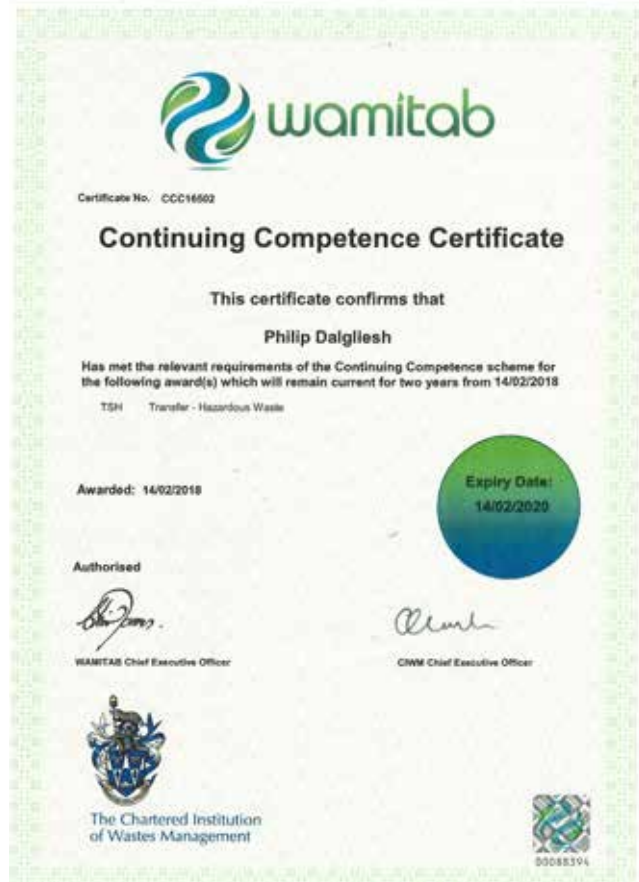 wamitab
Certificate No. CCC16502
Continuing Competence Certificate
This certificate confirms that
Philip Dalgliesh
Has met the relevant requirements of the Continuing Competence scheme for
the following award(s) which will remain current for two years from 14/02/2018
TSH Transfer - Hazardous Waste
Expiry Date:
14/02/2020
Awarded: 14/02/2018
Authorised
WAMITAB Chief Executive Officer
CIWM Chief Executive Officer
The Chartered Institution
of Wastes Management
00088394